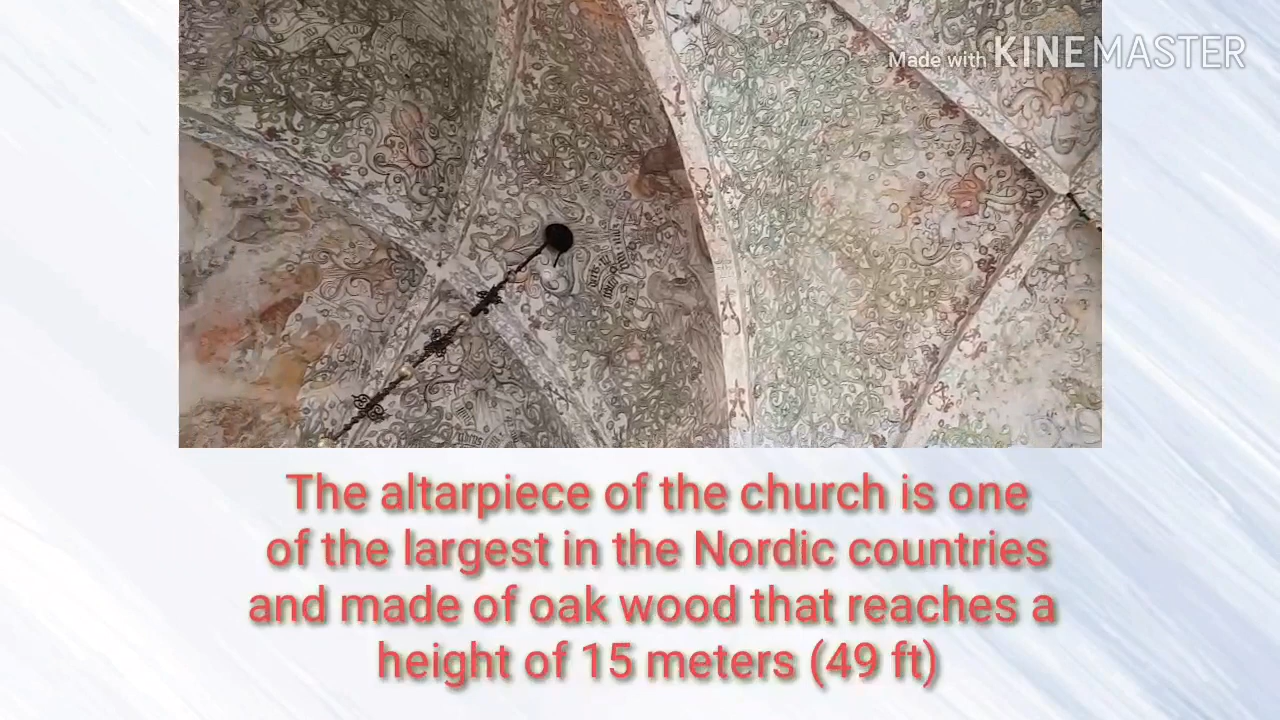 Made with KINEMASTER
The altarpiece of the church is one
of the largest in the Nordic countries
and made of oak wood that reaches a
height of 15 meters (49 ft)